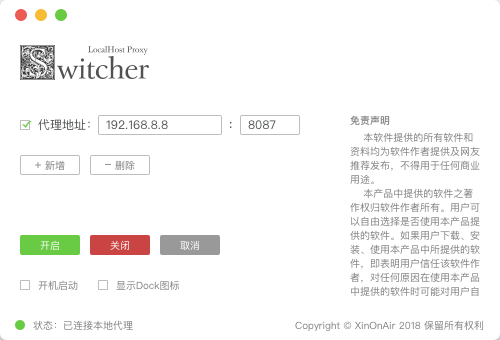 LocalHost Proxy
Switcher
代理地址: 192.168.8.8 : 8087
+ 新增 − 删除
开启 关闭 取消
开机启动 显示Dock图标
免责声明
本软件提供的所有软件和
资料均为软件作者提供及网友
推荐发布，不得用于任何商业
用途。
本产品中提供的软件之著
作权归软件作者所有。用户可
以自由选择是否使用本产品提
供的软件。如果用户下载、安
装、使用本产品中所提供的软
件，即表明用户信任该软件作
者，对任何原因在使用本产品
中提供的软件时可能对用户自
状态：已连接本地代理
Copyright © XinOnAir 2018 保留所有权利